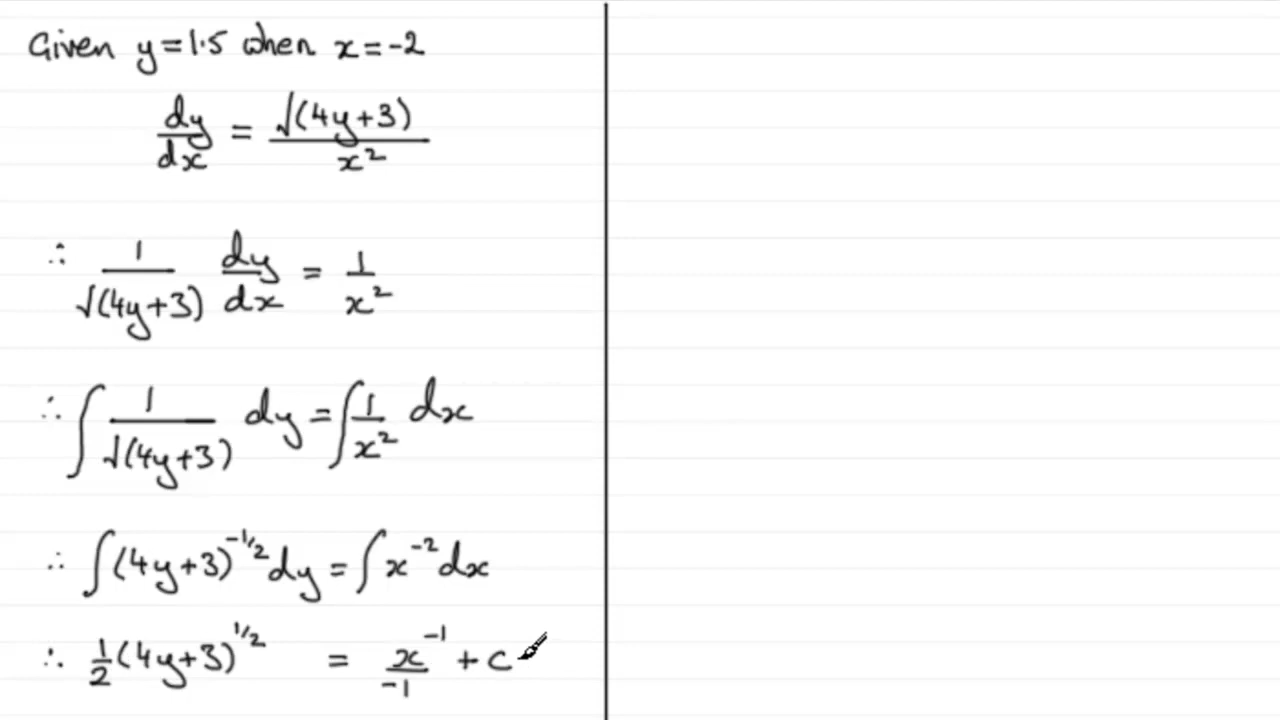 Given y=1.5 when x=-2
dy/dx = √(4y+3)/x²
∴ 1/√(4y+3) dy/dx = 1/x²
∴ ∫ 1/√(4y+3) dy = ∫ 1/x² dx
∴ ∫ (4y+3)^(-1/2) dy = ∫ x^(-2) dx
∴ 1/2 (4y+3)^(1/2) = x^(-1)/-1 + c